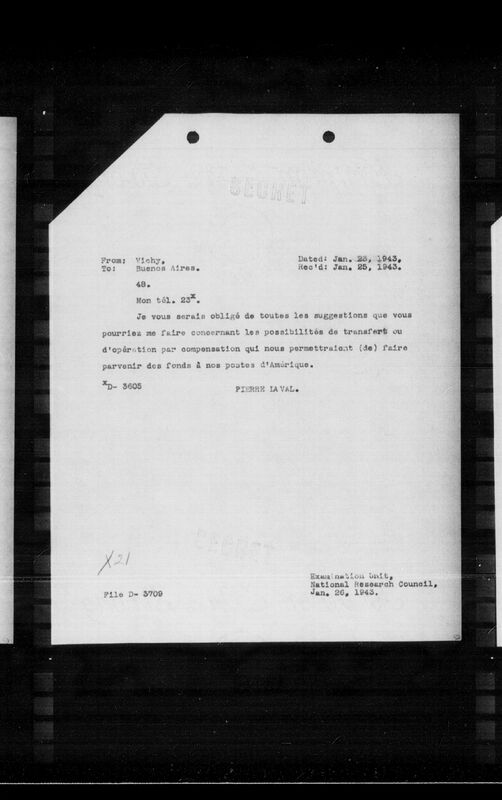 SECRET
From: Vichy. Dated: Jan. 23, 1943.
To: Buenos Aires. Rec'd: Jan. 25, 1943.
48.
Mon tél. 23x.
Je vous serais obligé de toutes les suggestions que vous
pourriez me faire concernant les possibilités de transfert ou
d'opération par compensation qui nous permettraient (de) faire
parvenir des fonds à nos postes d'Amérique.
xD- 3605 PIERRE LAVAL.
SECRET
X21
Examination Unit,
National Research Council,
File D- 3709 Jan. 26, 1943.